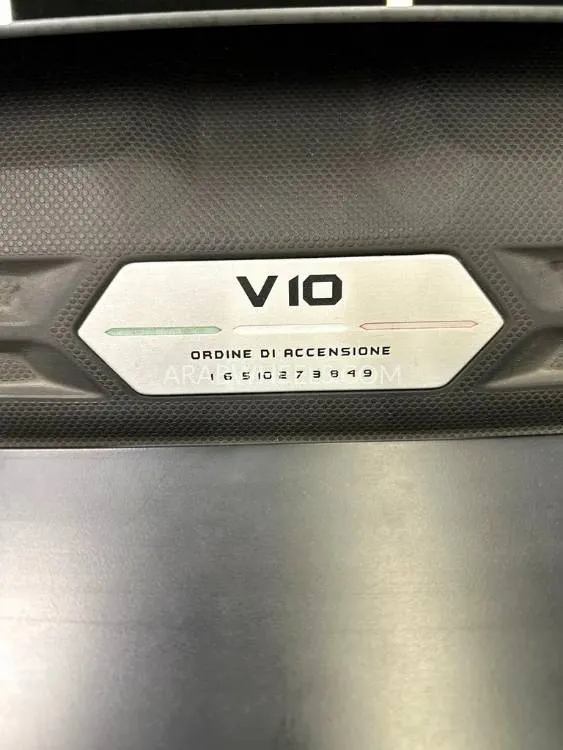 V10
ORDINE DI ACCENSIONE
1 6 5 10 2 7 3 8 4 9